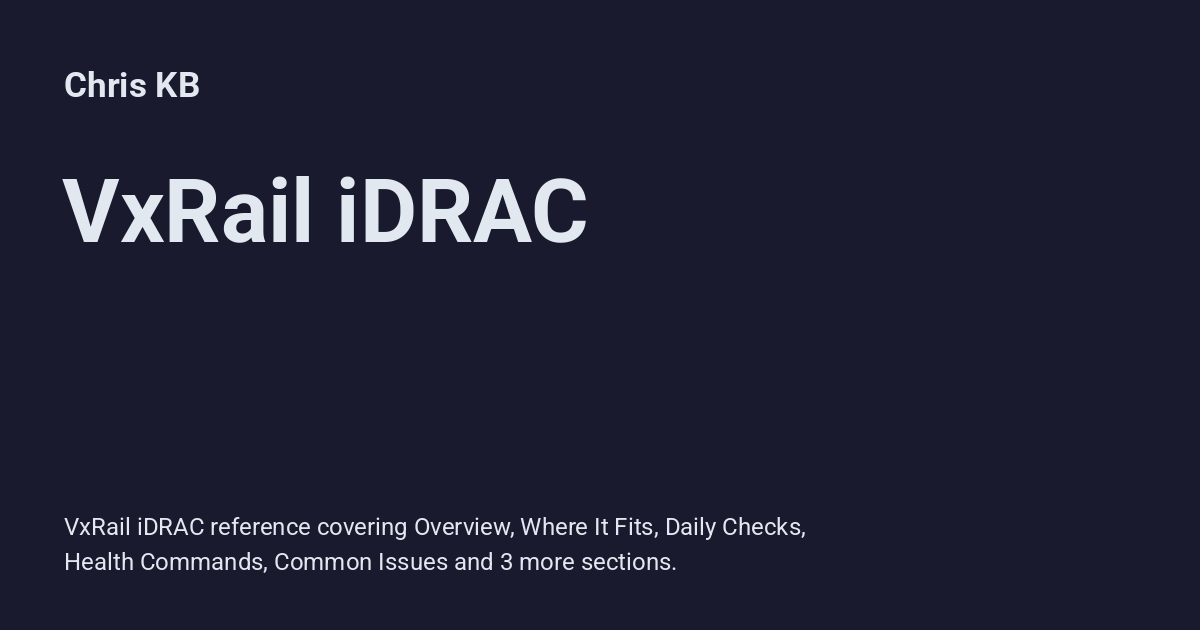 Chris KB
VxRail iDRAC
VxRail iDRAC reference covering Overview, Where It Fits, Daily Checks,
Health Commands, Common Issues and 3 more sections.